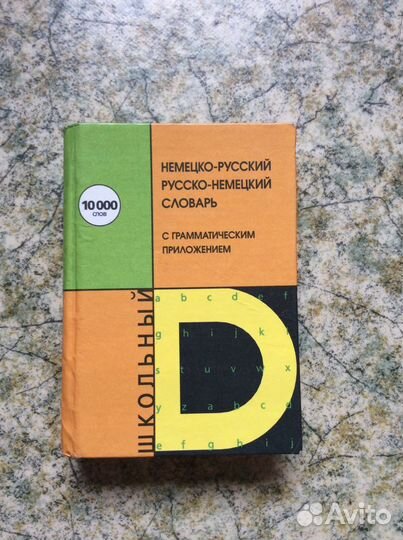 НЕМЕЦКО-РУССКИЙ
РУССКО-НЕМЕЦКИЙ
СЛОВАРЬ
С ГРАММАТИЧЕСКИМ
ПРИЛОЖЕНИЕМ
10 000
СЛОВ
ШКОЛЬНЫЙ
D
a b c d e f
g h i j k l
s t u v w x
y z a b c d
e f g h i j
Avito